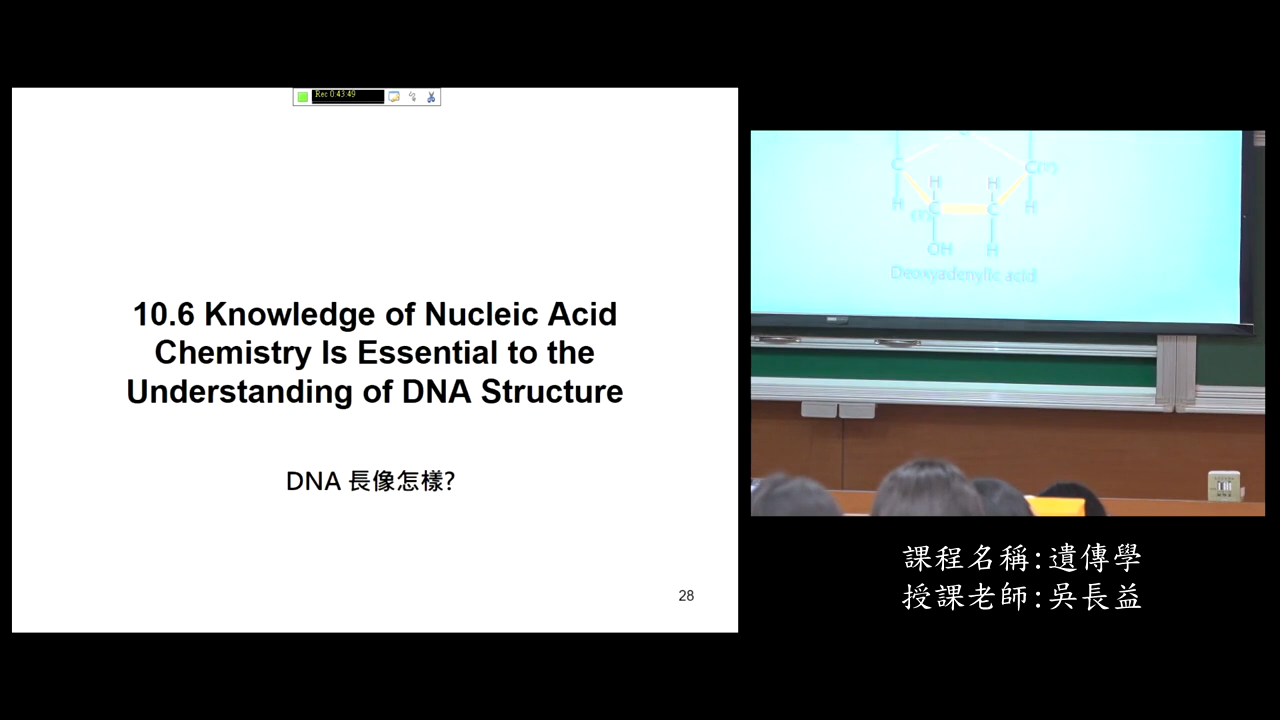 Rec 0:43:49
10.6 Knowledge of Nucleic Acid
Chemistry Is Essential to the
Understanding of DNA Structure
DNA 長像怎樣?
28
C
C
H
H
H
C
C
H
OH
H
Deoxyadenylic acid
課程名稱:遺傳學
授課老師:吳長益